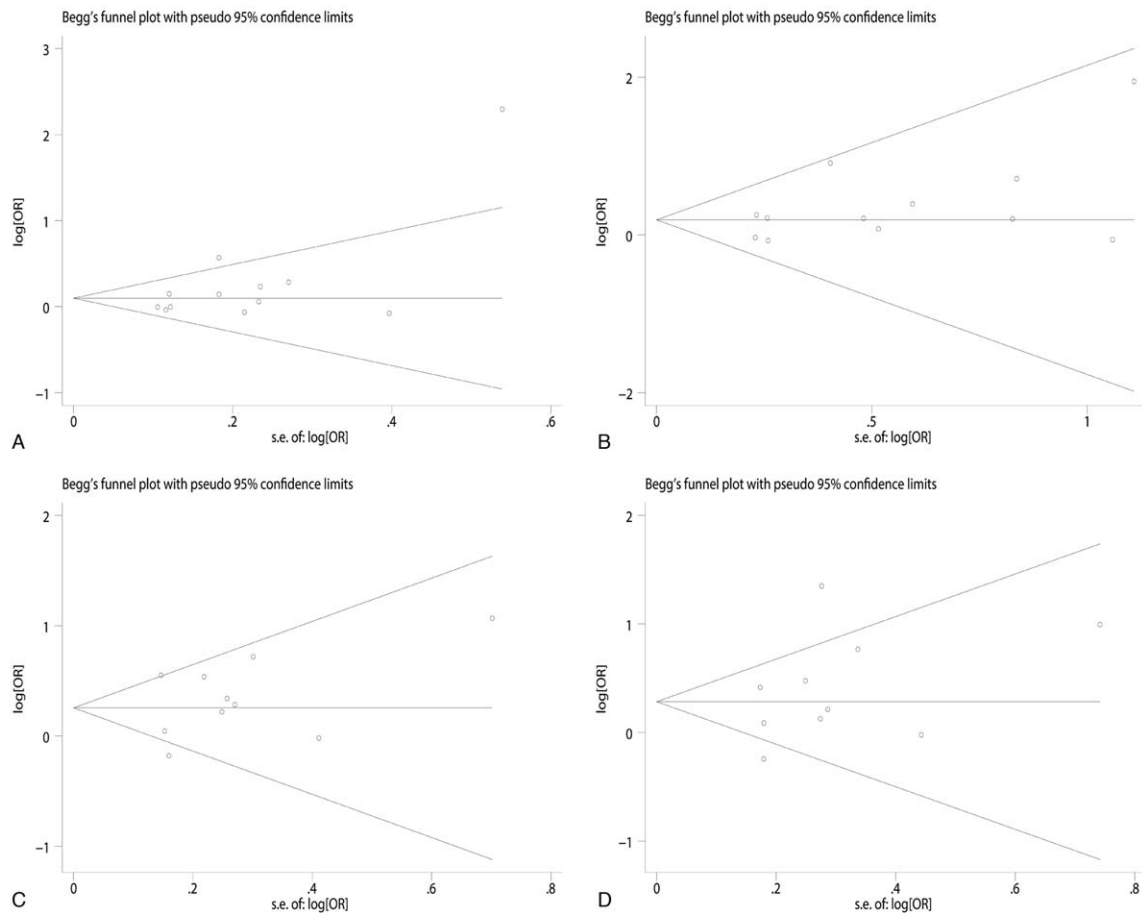 Begg's funnel plot with pseudo 95% confidence limits
3
2
1
0
−1
log[OR]
0 .2 .4 .6
s.e. of: log[OR]
A
Begg's funnel plot with pseudo 95% confidence limits
2
0
−2
log[OR]
0 .5 1
s.e. of: log[OR]
B
Begg's funnel plot with pseudo 95% confidence limits
2
1
0
−1
log[OR]
0 .2 .4 .6 .8
s.e. of: log[OR]
C
Begg's funnel plot with pseudo 95% confidence limits
2
1
0
−1
log[OR]
0 .2 .4 .6 .8
s.e. of: log[OR]
D